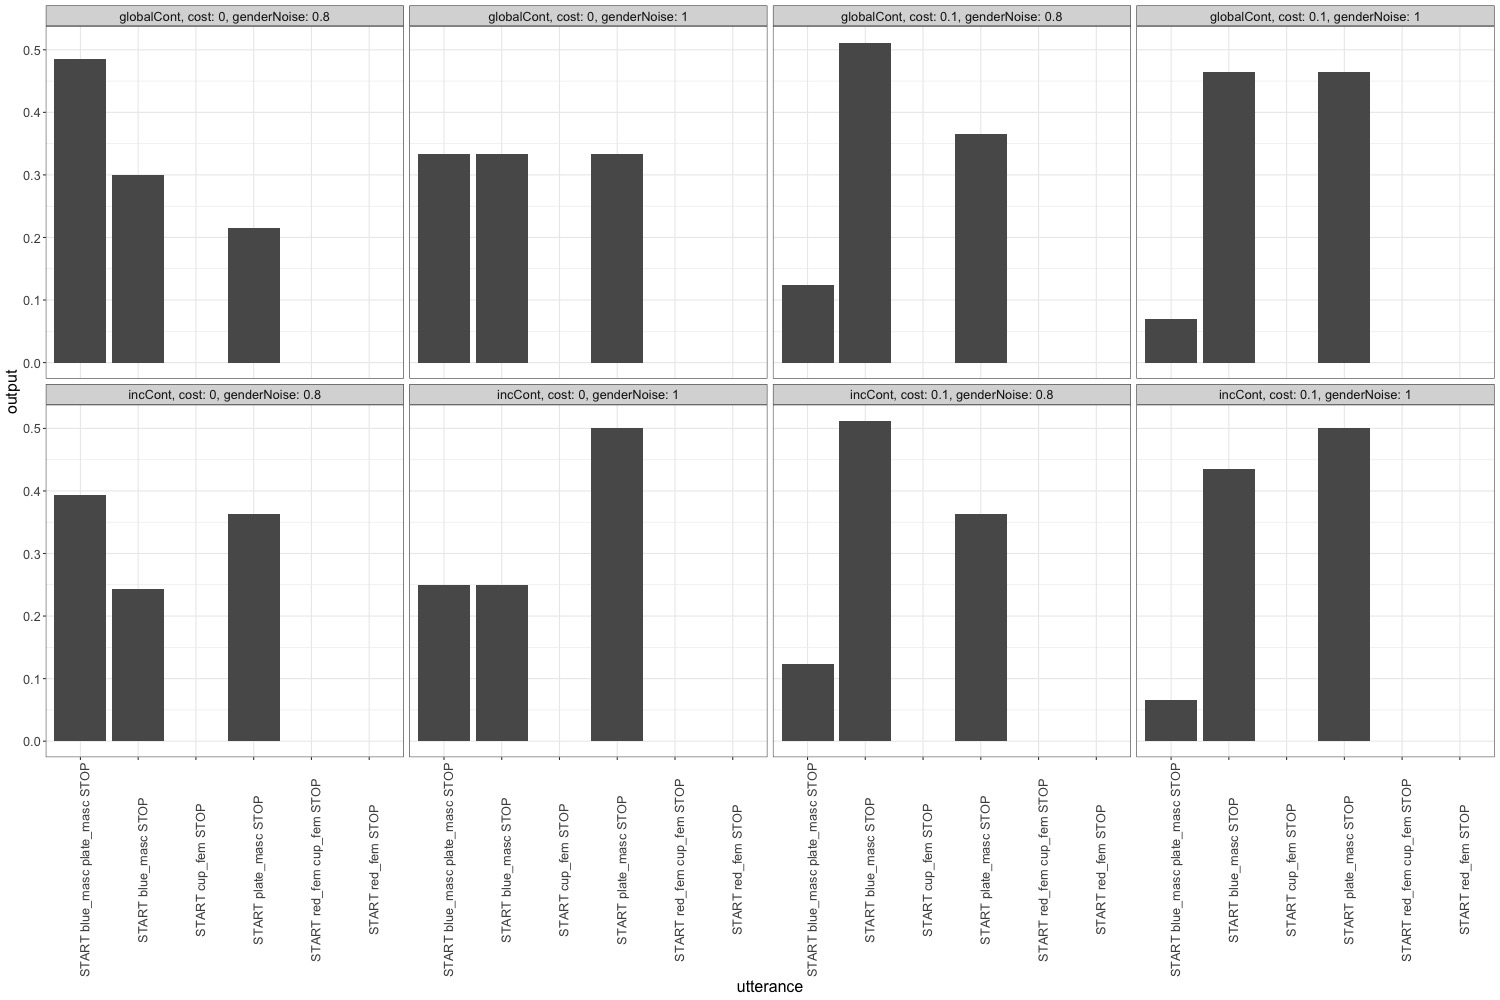 globalCont, cost: 0, genderNoise: 0.8
globalCont, cost: 0, genderNoise: 1
globalCont, cost: 0.1, genderNoise: 0.8
globalCont, cost: 0.1, genderNoise: 1
0.5
0.4
0.3
0.2
0.1
0.0
output
incCont, cost: 0, genderNoise: 0.8
incCont, cost: 0, genderNoise: 1
incCont, cost: 0.1, genderNoise: 0.8
incCont, cost: 0.1, genderNoise: 1
0.5
0.4
0.3
0.2
0.1
0.0
START blue_masc plate_masc STOP
START blue_masc STOP
START cup_fem STOP
START plate_masc STOP
START red_fem cup_fem STOP
START red_fem STOP
START blue_masc plate_masc STOP
START blue_masc STOP
START cup_fem STOP
START plate_masc STOP
START red_fem cup_fem STOP
START red_fem STOP
START blue_masc plate_masc STOP
START blue_masc STOP
START cup_fem STOP
START plate_masc STOP
START red_fem cup_fem STOP
START red_fem STOP
START blue_masc plate_masc STOP
START blue_masc STOP
START cup_fem STOP
START plate_masc STOP
START red_fem cup_fem STOP
START red_fem STOP
utterance